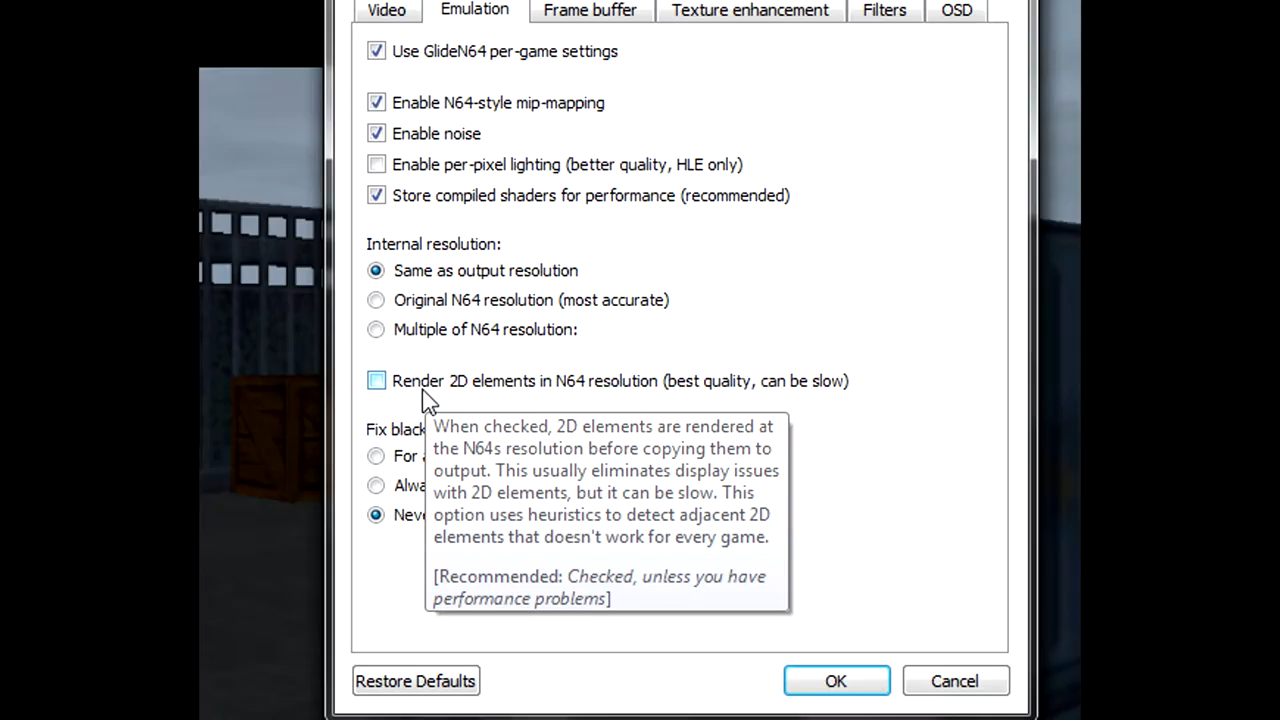 Video Emulation Frame buffer Texture enhancement Filters OSD
Use GlideN64 per-game settings
Enable N64-style mip-mapping
Enable noise
Enable per-pixel lighting (better quality, HLE only)
Store compiled shaders for performance (recommended)
Internal resolution:
Same as output resolution
Original N64 resolution (most accurate)
Multiple of N64 resolution:
Render 2D elements in N64 resolution (best quality, can be slow)
Fix black
For
When checked, 2D elements are rendered at
the N64s resolution before copying them to
output. This usually eliminates display issues
with 2D elements, but it can be slow. This
option uses heuristics to detect adjacent 2D
elements that doesn't work for every game.
[Recommended: Checked, unless you have
performance problems]
Restore Defaults OK Cancel